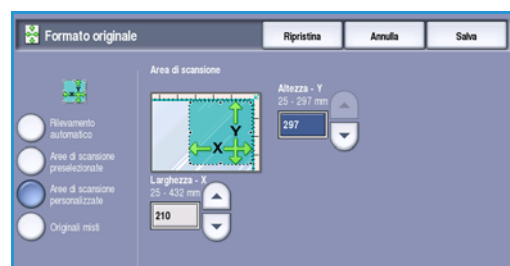 Formato originale
Ripristina
Annulla
Salva
Area di scansione
Rilevamento
automatico
Aree di scansione
preselezionate
Aree di scansione
personalizzate
Originali misti
Y
X
Altezza - Y
25 - 297 mm
297
Larghezza - X
25 - 432 mm
210